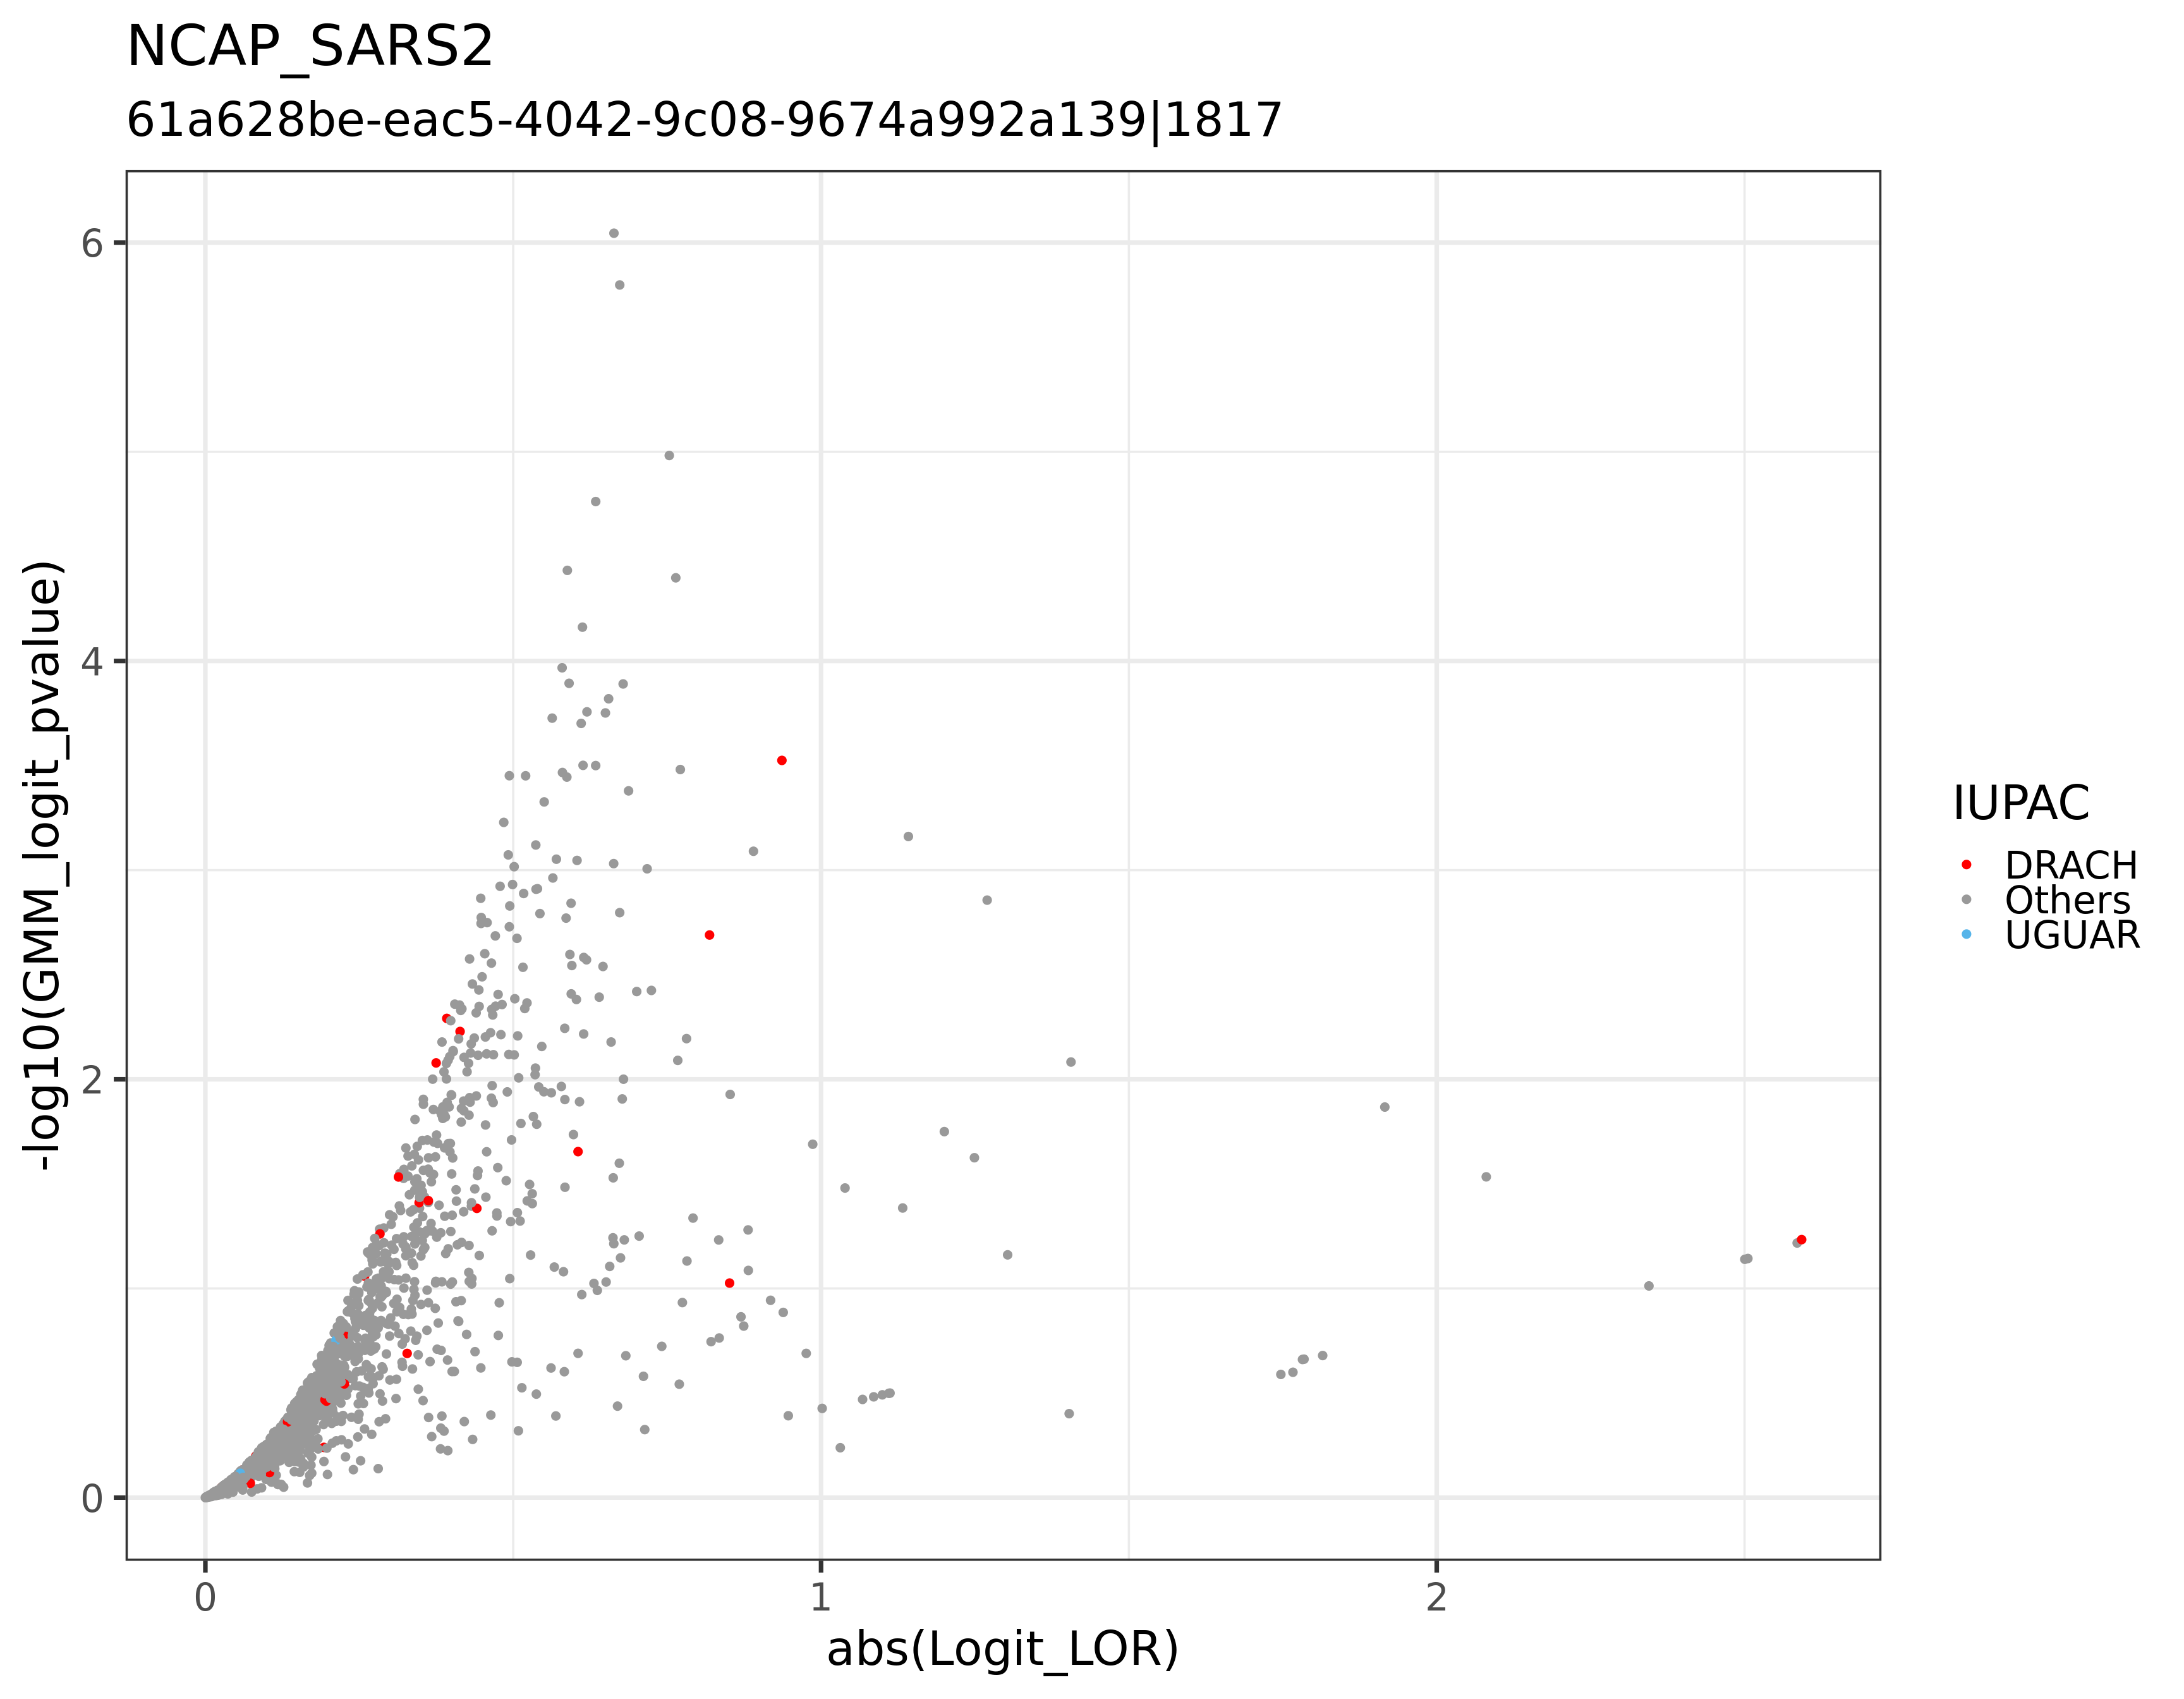 NCAP_SARS2
61a628be-eac5-4042-9c08-9674a992a139|1817
6
4
2
0
-log10(GMM_logit_pvalue)
0
1
2
abs(Logit_LOR)
IUPAC
DRACH
Others
UGUAR